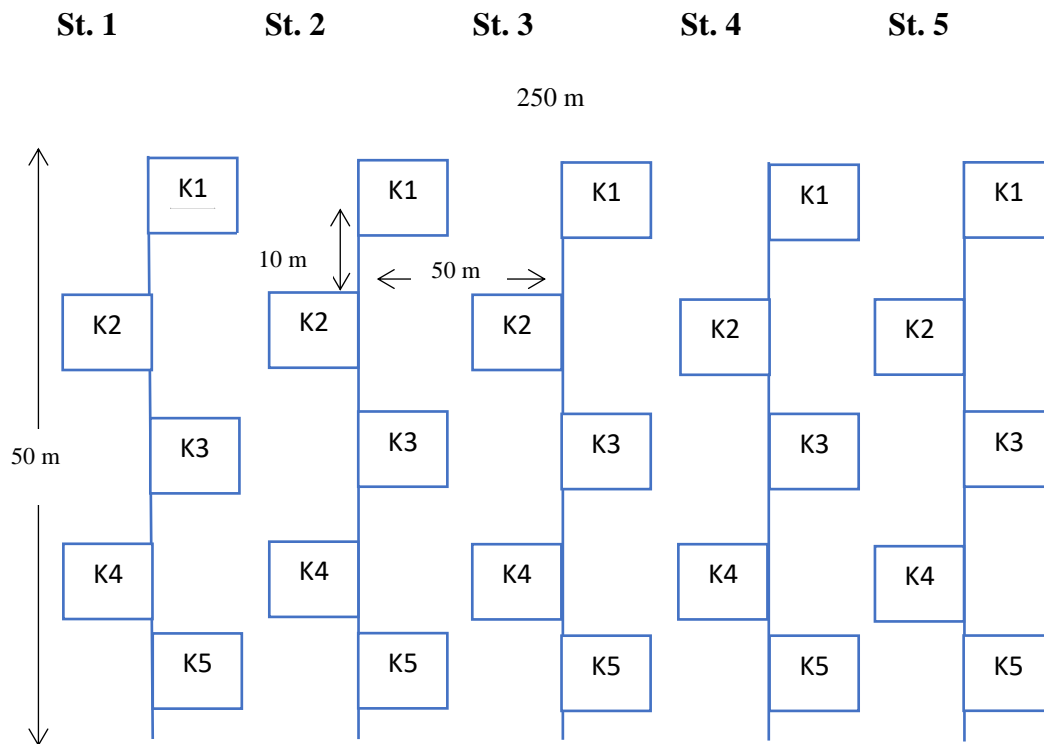 St. 1 St. 2 St. 3 St. 4 St. 5
250 m
K1 K1 K1 K1 K1
10 m 50 m
K2 K2 K2 K2 K2
K3 K3 K3 K3 K3
50 m
K4 K4 K4 K4 K4
K5 K5 K5 K5 K5